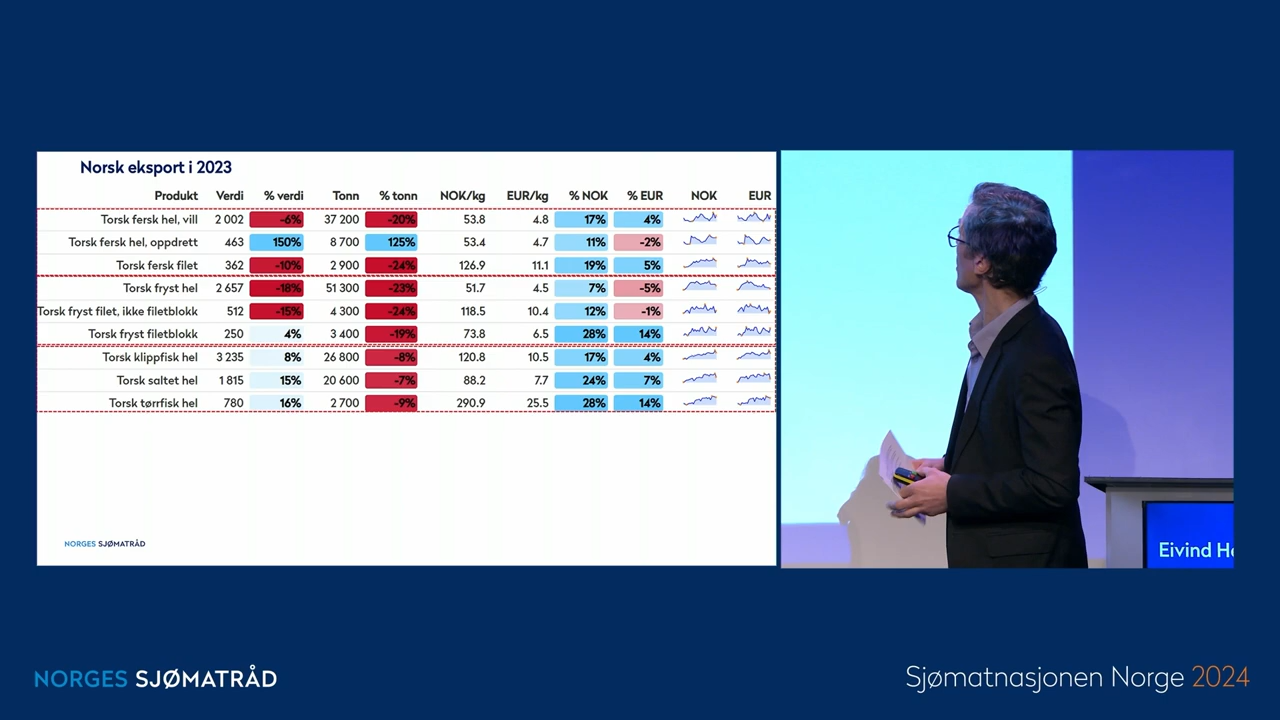 Norsk eksport i 2023
Produkt Verdi % verdi Tonn % tonn NOK/kg EUR/kg % NOK % EUR NOK EUR
Torsk fersk hel, vill 2 002 -6% 37 200 -20% 53.8 4.8 17% 4%
Torsk fersk hel, oppdrett 463 150% 8 700 125% 53.4 4.7 11% -2%
Torsk fersk filet 362 -10% 2 900 -24% 126.9 11.1 19% 5%
Torsk fryst hel 2 657 -18% 51 300 -23% 51.7 4.5 7% -5%
Torsk fryst filet, ikke filetblokk 512 -15% 4 300 -24% 118.5 10.4 12% -1%
Torsk fryst filetblokk 250 4% 3 400 -19% 73.8 6.5 28% 14%
Torsk klippfisk hel 3 235 8% 26 800 -8% 120.8 10.5 17% 4%
Torsk saltet hel 1 815 15% 20 600 -7% 88.2 7.7 24% 7%
Torsk tørrfisk hel 780 16% 2 700 -9% 290.9 25.5 28% 14%
NORGES SJØMATRÅD
Eivind
NORGES SJØMATRÅD
Sjømatnasjonen Norge 2024